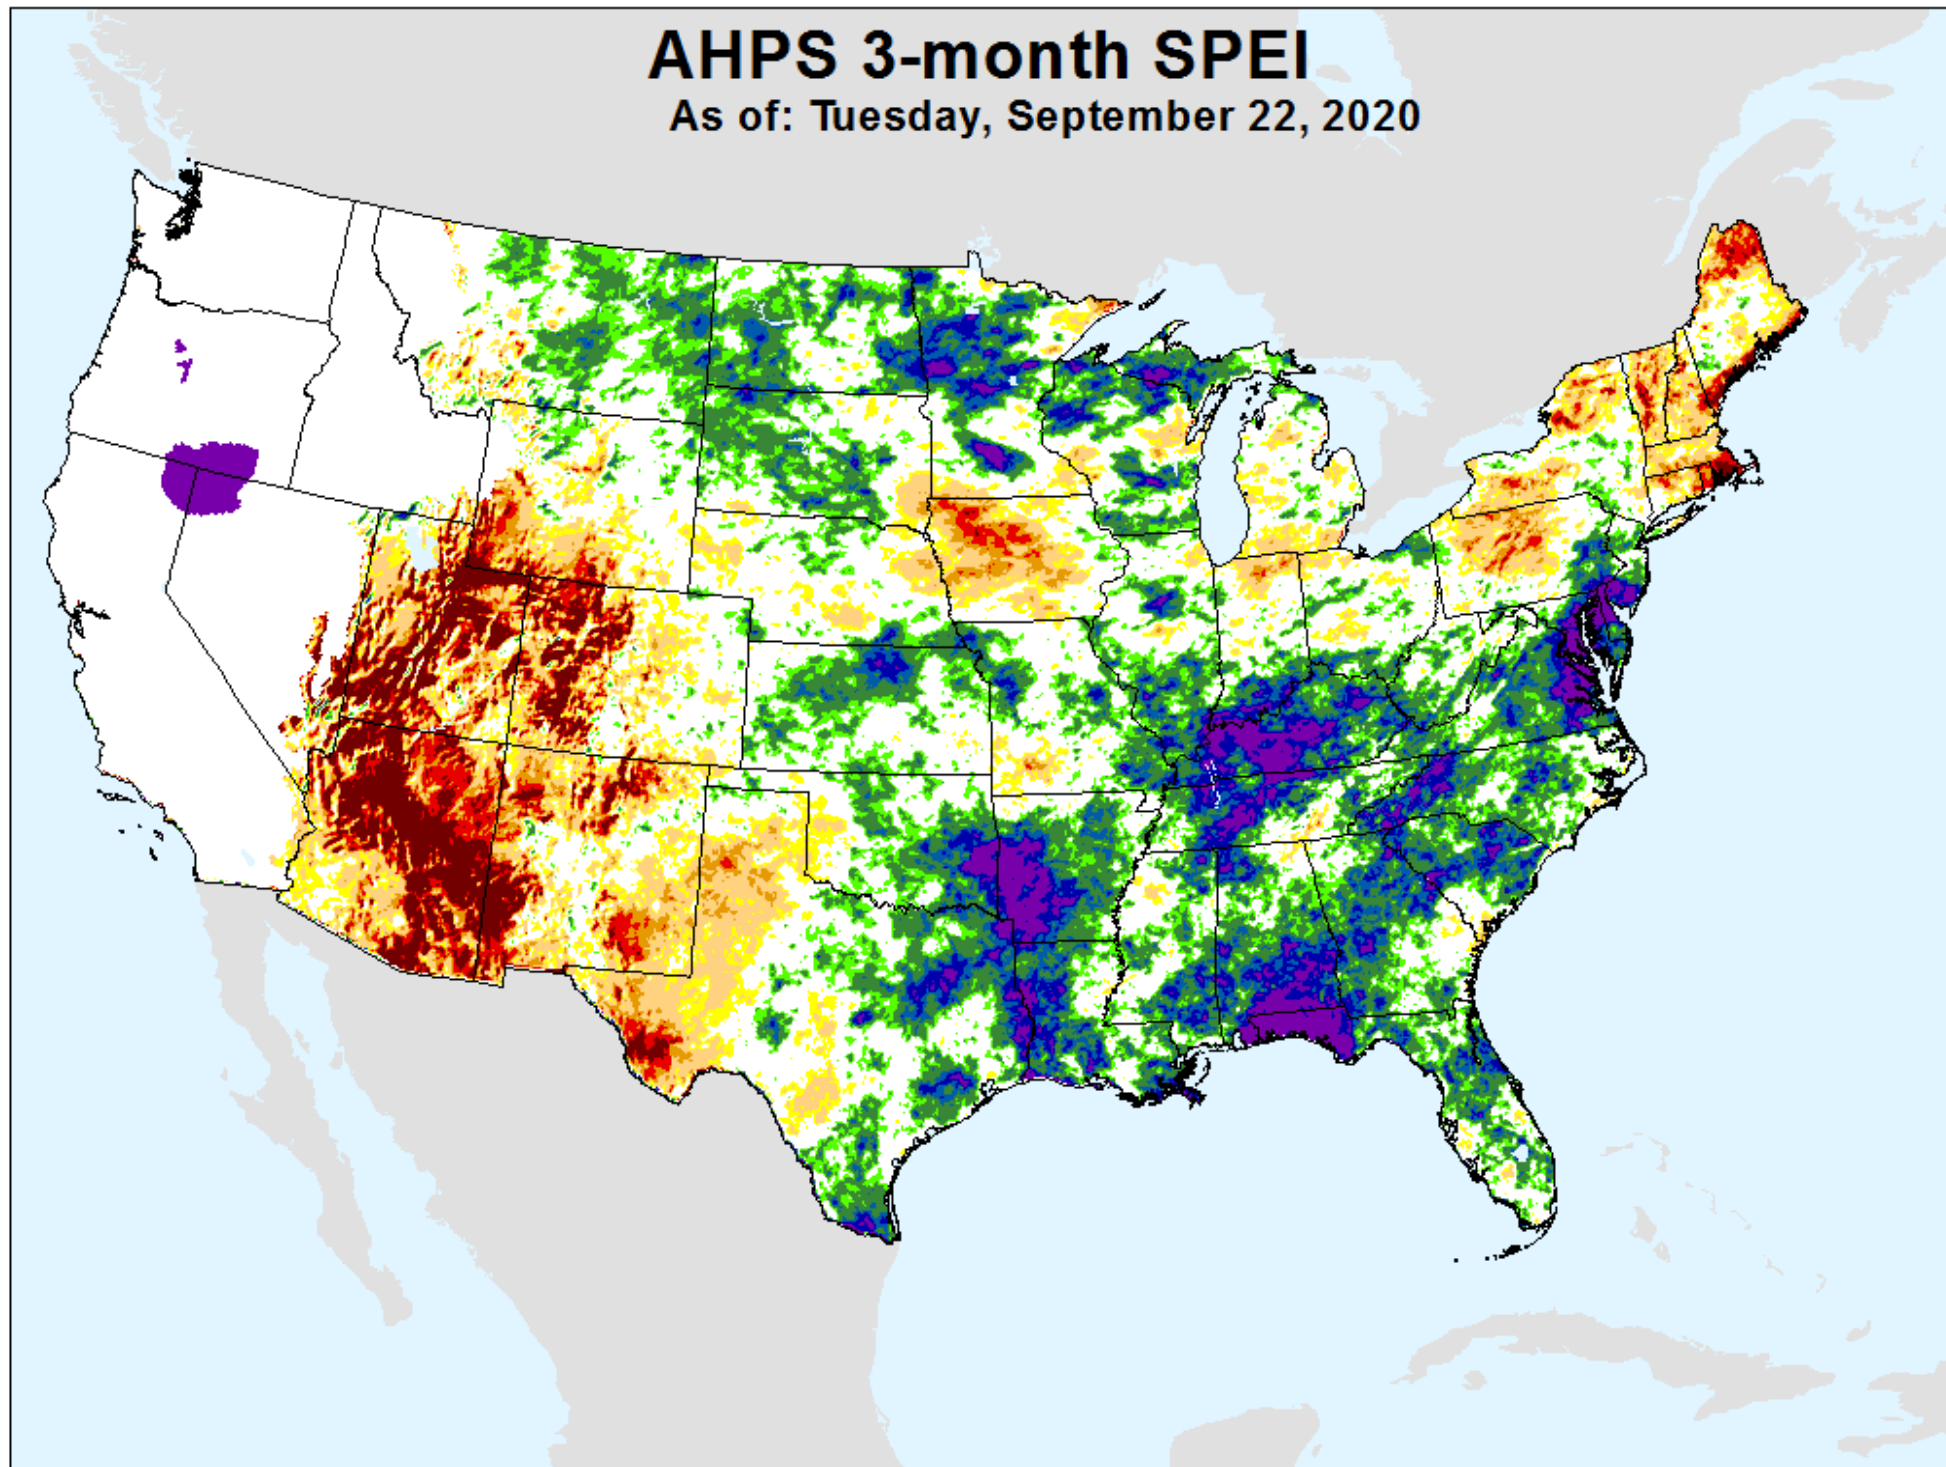 AHPS 3-month SPEI
As of: Tuesday, September 22, 2020